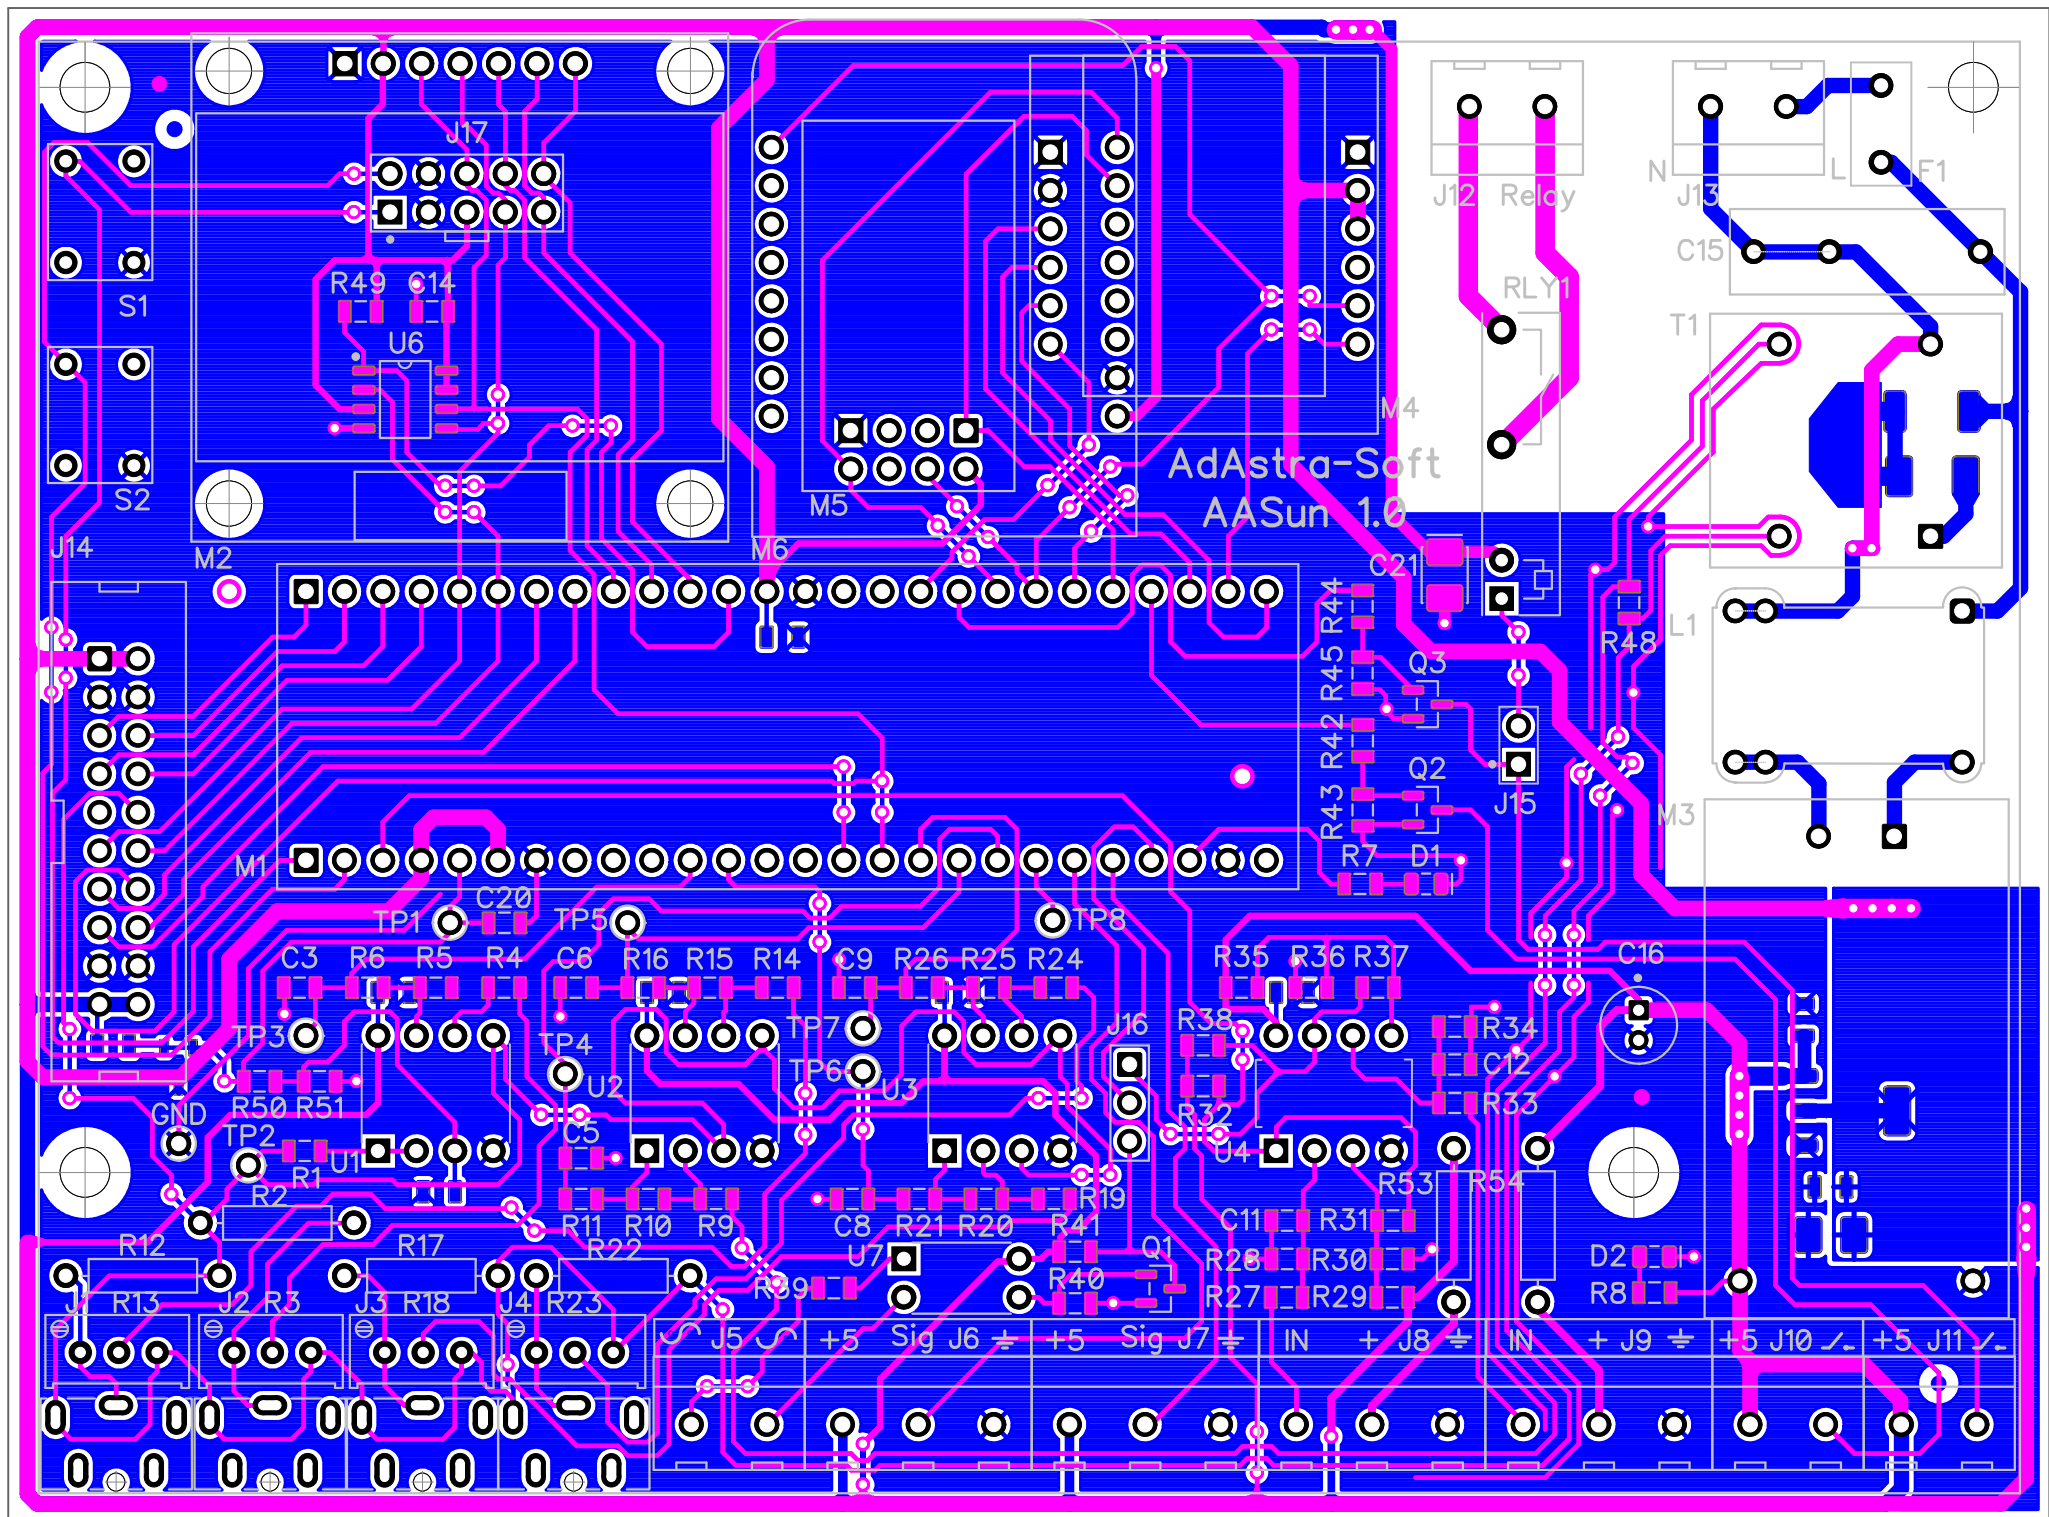 J17
N
L
F1
J12
Relay
J13
C15
R49
C14
S1
RLY1
T1
U6
M4
AdAstra-Soft
AASun 1.0
S2
M5
J14
M2
M6
C21
R44
R48
L1
R45
Q3
R42
Q2
J15
R43
M3
M1
R7
D1
C20
TP1
TP5
TP8
C3
R6
R5
R4
C6
R16
R15
R14
C9
R26
R25
R24
R35
R36
R37
C16
TP3
TP7
J16
R38
R34
TP4
TP6
C12
U2
U3
R50
R51
GND
R32
R33
TP2
C5
U1
R1
U4
R2
R53
R54
R19
R11
R10
R9
C8
R21
R20
R41
C11
R31
R12
R17
R22
U7
Q1
R28
R30
D2
R39
R40
R27
R29
R8
J1
R13
J2
R3
J3
R18
J4
R23
J5
+5
Sig
J6
+5
Sig
J7
IN
+
J8
IN
+
J9
+5
J10
+5
J11